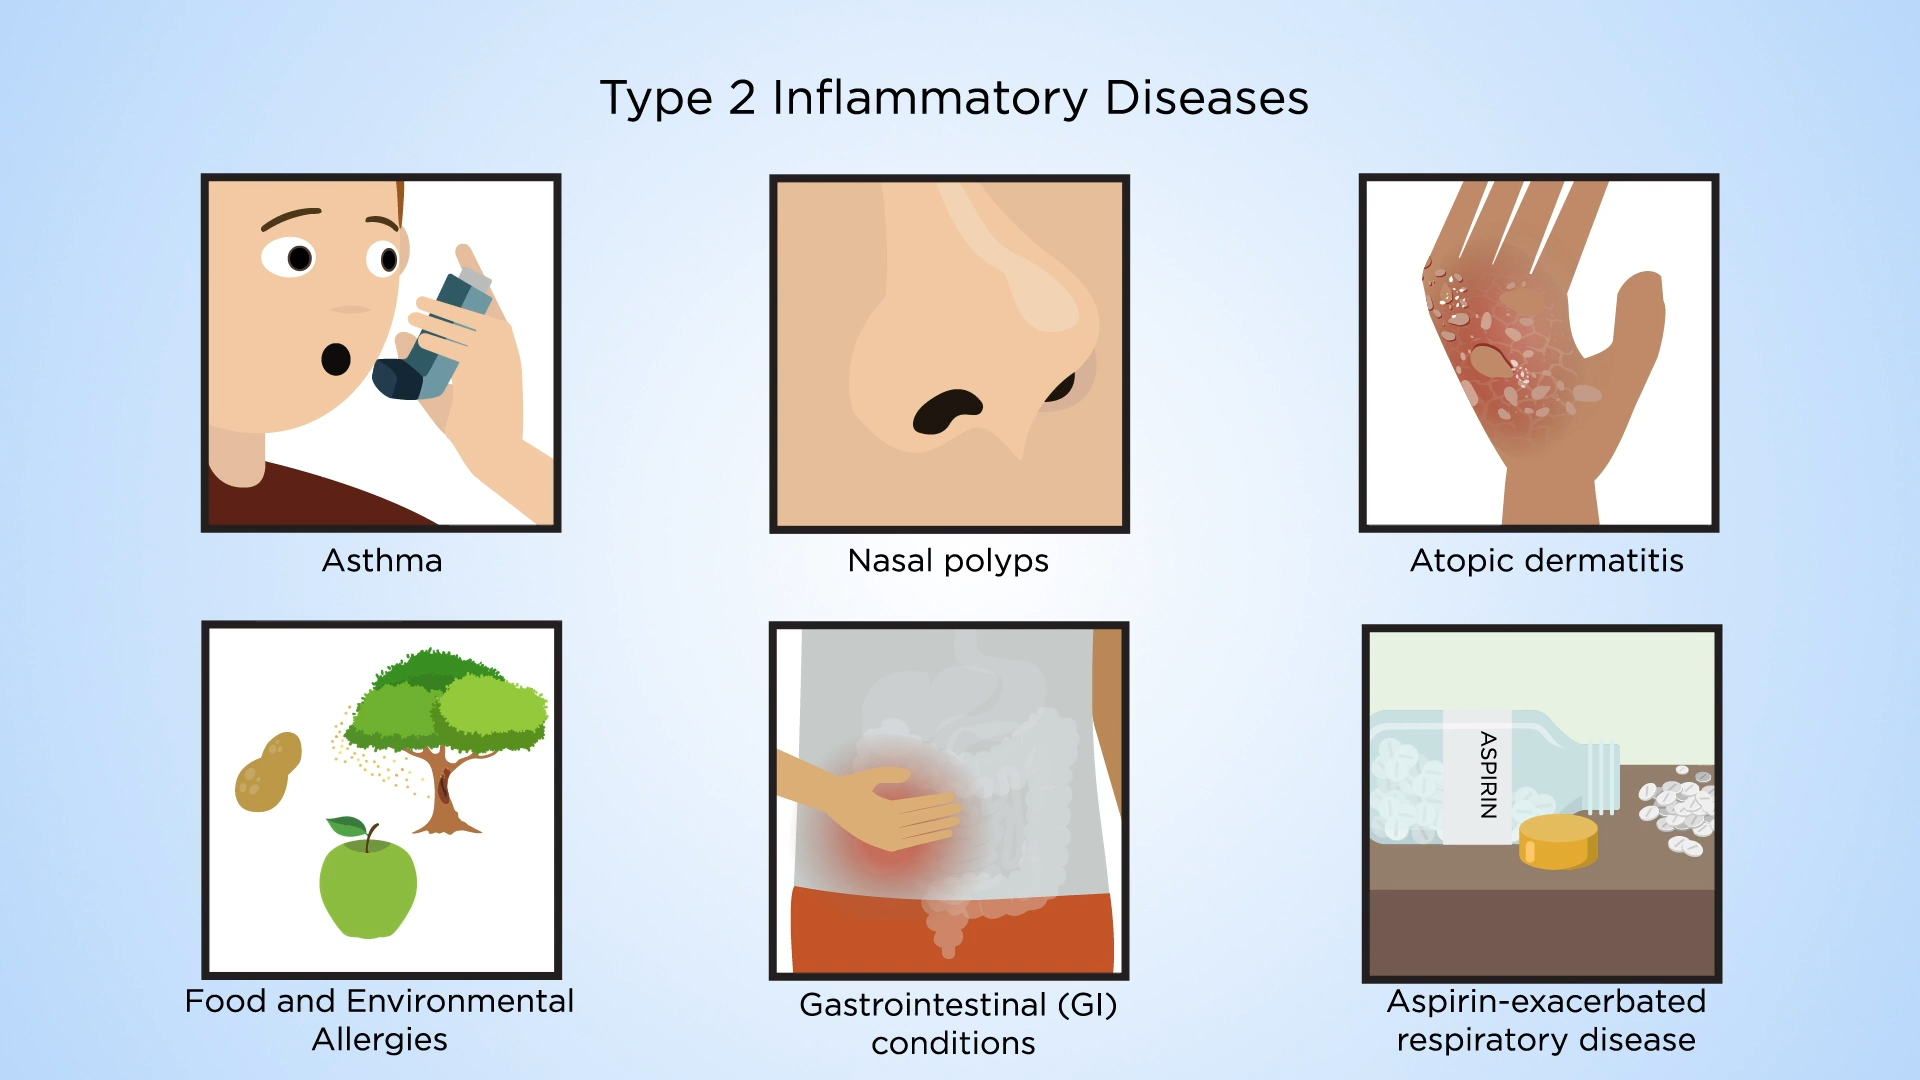 Type 2 Inflammatory Diseases
Asthma
Nasal polyps
Atopic dermatitis
ASPIRIN
Food and Environmental
Allergies
Gastrointestinal (GI)
conditions
Aspirin-exacerbated
respiratory disease